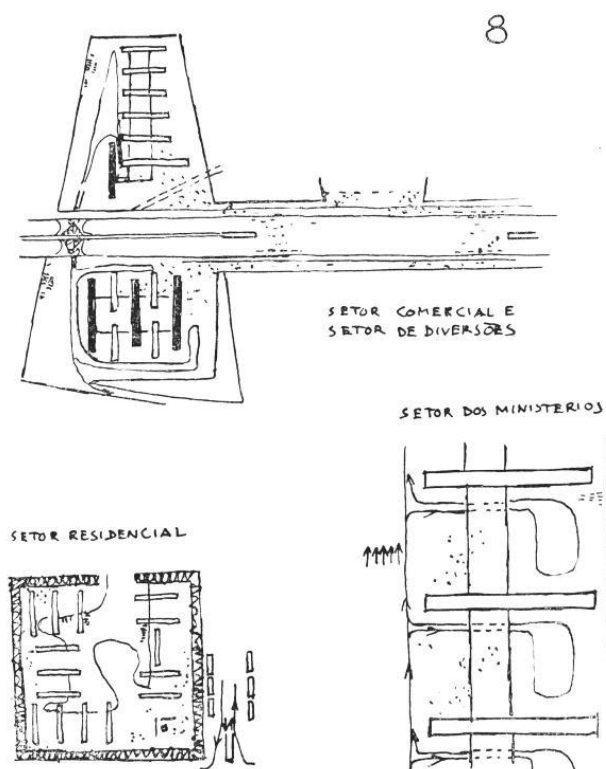 8
SETOR COMERCIAL E
SETOR DE DIVERSÕES
SETOR DOS MINISTERIOS
SETOR RESIDENCIAL